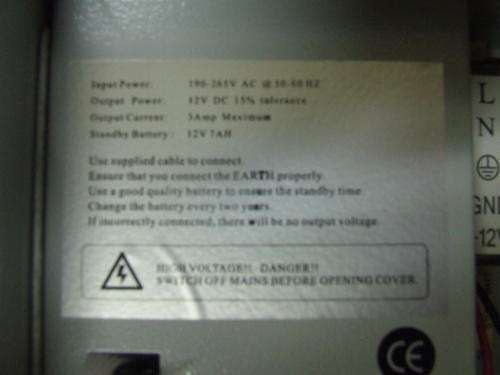 Input Power: 190-265V AC @ 50-60 HZ
Output Power: 12V DC 15% tolerance
Output Current: 3Amp Maximum
Standby Battery: 12V 7AH
Use supplied cable to connect.
Ensure that you connect the EARTH properly.
Use a good quality battery to ensure the standby time
Change the battery every two years.
If incorrectly connected, there will be no output voltage.
HIGH VOLTAGE!! DANGER!!
SWITCH OFF MAINS BEFORE OPENING COVER.
CE
L
N
GND